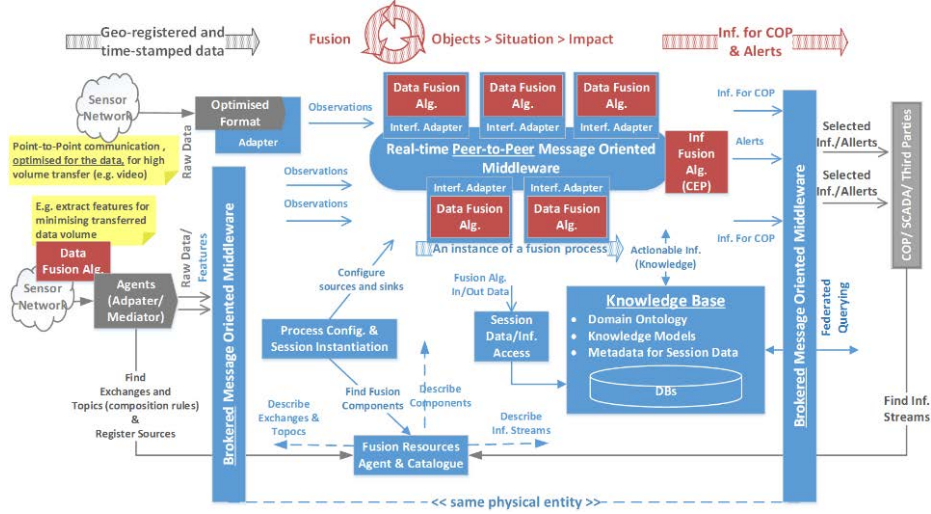 Geo-registered and
time-stamped data
Fusion
Objects > Situation > Impact
Inf. for COP
& Alerts
Sensor
Network
Optimised
Format
Adapter
Raw Data
Observations
Data Fusion
Alg.
Interf. Adapter
Data Fusion
Alg.
Interf. Adapter
Data Fusion
Alg.
Interf. Adapter
Real-time Peer-to-Peer Message Oriented
Middleware
Inf
Fusion
Alg.
(CEP)
Interf. Adapter
Data Fusion
Alg.
Interf. Adapter
Data Fusion
Alg.
An instance of a fusion process
Inf. For COP
Alerts
Inf. For COP
Brokered Message Oriented Middleware
Selected
Inf./Allerts
Selected
Inf./Allerts
COP/ SCADA/ Third Parties
Point-to-Point communication ,
optimised for the data, for high
volume transfer (e.g. video)
E.g. extract features for
minimising transferred
data volume
Data
Fusion Alg.
Sensor
Network
Agents
(Adpater/
Mediator)
Raw Data/
Features
Brokered Message Oriented Middleware
Observations
Observations
Configure
sources and sinks
Process Config. &
Session Instantiation
Fusion Alg.
In/Out Data
Session
Data/Inf.
Access
Actionable Inf.
(Knowledge)
Knowledge Base
• Domain Ontology
• Knowledge Models
• Metadata for Session Data
DBs
Federated
Querying
Find
Exchanges and
Topics (composition rules)
&
Register Sources
Find Fusion
Components
Describe
Components
Describe
Exchanges &
Topocs
Describe
Inf. Streams
Fusion Resources
Agent & Catalogue
Find Inf.
Streams
<< same physical entity >>